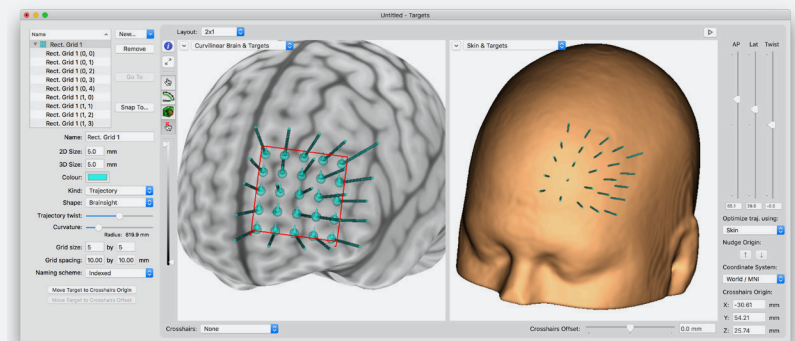 Untitled - Targets
Name
Rect. Grid 1
Rect. Grid 1 (0, 0)
Rect. Grid 1 (0, 1)
Rect. Grid 1 (0, 2)
Rect. Grid 1 (0, 3)
Rect. Grid 1 (0, 4)
Rect. Grid 1 (1, 0)
Rect. Grid 1 (1, 1)
Rect. Grid 1 (1, 2)
Rect. Grid 1 (1, 3)
New...
Remove
Go To
Snap To...
Name: Rect. Grid 1
2D Size: 5.0 mm
3D Size: 5.0 mm
Colour:
Kind: Trajectory
Shape: Brainsight
Trajectory twist:
Curvature:
Radius: 619.9 mm
Grid size: 5 by 5
Grid spacing: 10.00 by 10.00 mm
Naming scheme: Indexed
Move Target to Crosshairs Origin
Move Target to Crosshairs Offset
Layout: 2x1
Curvilinear Brain & Targets
Skin & Targets
Crosshairs: None
Crosshairs Offset: 0.0 mm
AP Lat Twist
Optimize traj. using:
Skin
Nudge Origin:
Coordinate System:
World / MNI
Crosshairs Origin:
X: -30.61 mm
Y: 54.21 mm
Z: 25.74 mm